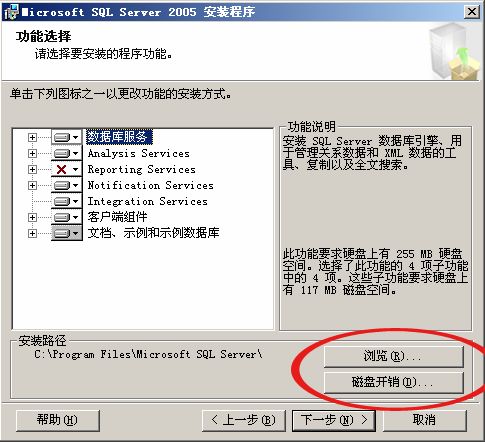 Microsoft SQL Server 2005 安装程序
功能选择
请选择要安装的程序功能。
单击下列图标之一以更改功能的安装方式。
数据库服务
Analysis Services
Reporting Services
Notification Services
Integration Services
客户端组件
文档、示例和示例数据库
功能说明
安装 SQL Server 数据库引擎、用
于管理关系数据和 XML 数据的工
具、复制以及全文搜索。
此功能要求硬盘上有 255 MB 硬盘
空间。选择了此功能的 4 项子功能
中的 4 项。这些子功能要求硬盘上
有 117 MB 磁盘空间。
安装路径
C:\Program Files\Microsoft SQL Server\
浏览(R)...
磁盘开销(D)...
帮助(H)
< 上一步(B)
下一步(N) >
取消